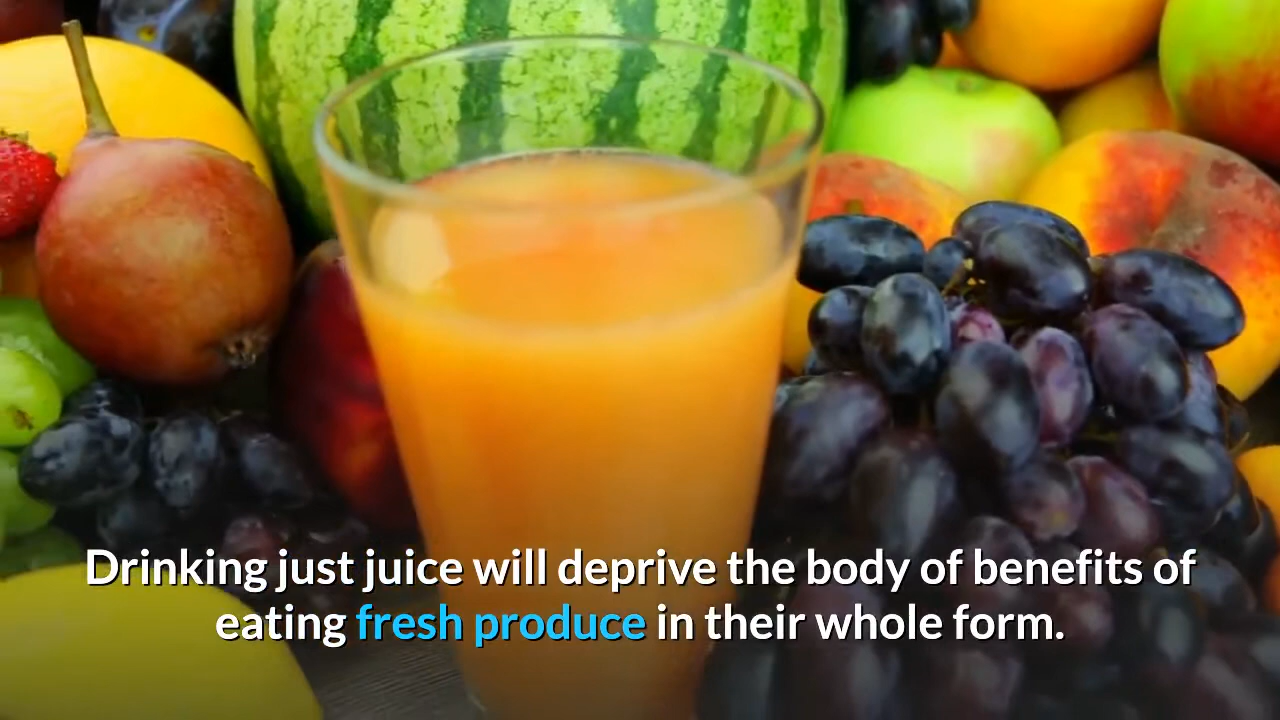 Drinking just juice will deprive the body of benefits of
eating fresh produce in their whole form.